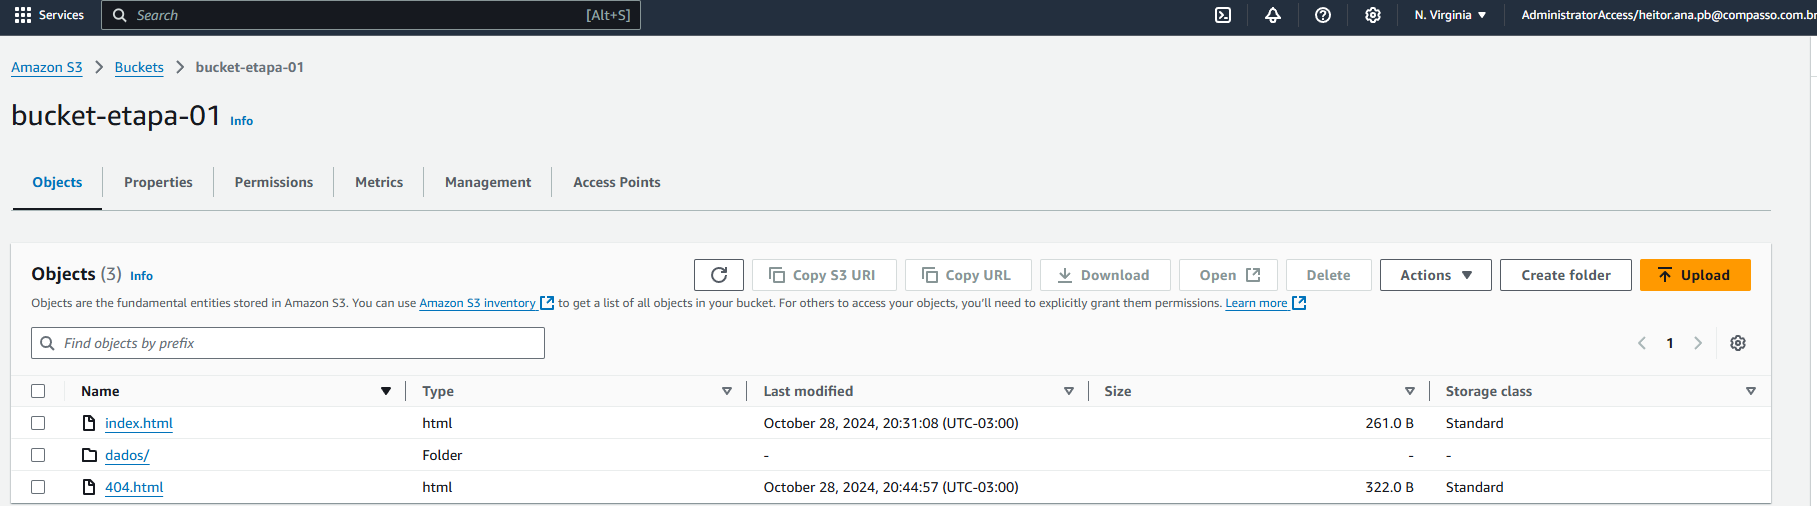 Services Search [Alt+S] N. Virginia AdministratorAccess/heitor.ana.pb@compasso.com.br
Amazon S3 Buckets bucket-etapa-01
bucket-etapa-01 Info
Objects Properties Permissions Metrics Management Access Points
Objects (3) Info Copy S3 URI Copy URL Download Open Delete Actions Create folder Upload
Objects are the fundamental entities stored in Amazon S3. You can use Amazon S3 inventory to get a list of all objects in your bucket. For others to access your objects, you'll need to explicitly grant them permissions. Learn more
Find objects by prefix 1
Name Type Last modified Size Storage class
index.html html October 28, 2024, 20:31:08 (UTC-03:00) 261.0 B Standard
dados/ Folder - - -
404.html html October 28, 2024, 20:44:57 (UTC-03:00) 322.0 B Standard